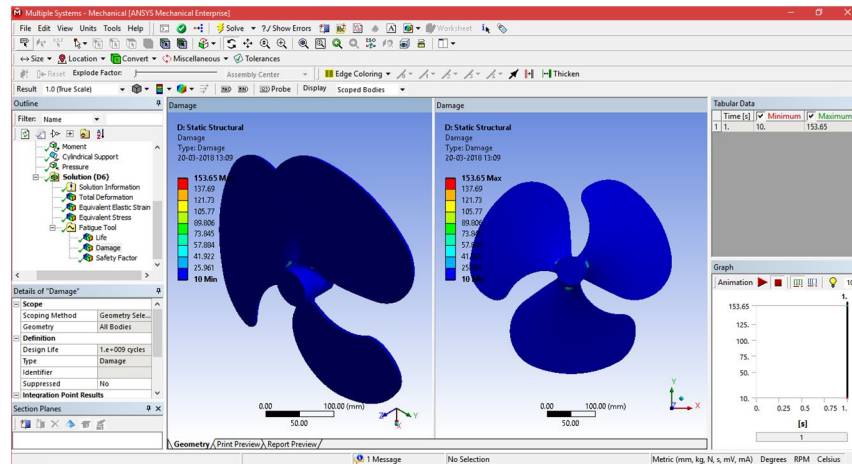 Multiple Systems - Mechanical [ANSYS Mechanical Enterprise]
File Edit View Units Tools Help
Solve ?/ Show Errors
Worksheet
Size Location Convert Miscellaneous Tolerances
Reset Explode Factor: Assembly Center Edge Coloring Thicken
Result 1.0 (True Scale) Probe Display Scoped Bodies
Outline
Filter: Name
Moment
Cylindrical Support
Pressure
Solution (D6)
Solution Information
Total Deformation
Equivalent Elastic Strain
Equivalent Stress
Fatigue Tool
Life
Damage
Safety Factor
Details of "Damage"
Scope
Scoping Method Geometry Sele...
Geometry All Bodies
Definition
Design Life 1.e+009 cycles
Type Damage
Identifier
Suppressed No
Integration Point Results
Section Planes
Damage
D: Static Structural
Damage
Type: Damage
20-03-2018 13:09
153.65 M
137.69
121.73
105.77
89.806
73.845
57.884
41.922
25.961
10 Min
0.00 100.00 (mm)
50.00
Z Y X
Damage
D: Static Structural
Damage
Type: Damage
20-03-2018 13:09
153.65 Max
137.69
121.73
105.77
89.806
73.8
57.8
41.
25.961
10 Min
0.00 100.00 (mm)
50.00
Y
Z X
Geometry Print Preview Report Preview
Tabular Data
Time [s] Minimum Maximum
1 1. 10. 153.65
Graph
Animation 10
1.
153.65
125.
100.
75.
50.
10.
0. 0.25 0.5 0.75 1.
[s]
1
1 Message No Selection Metric (mm, kg, N, s, mV, mA) Degrees RPM Celsius